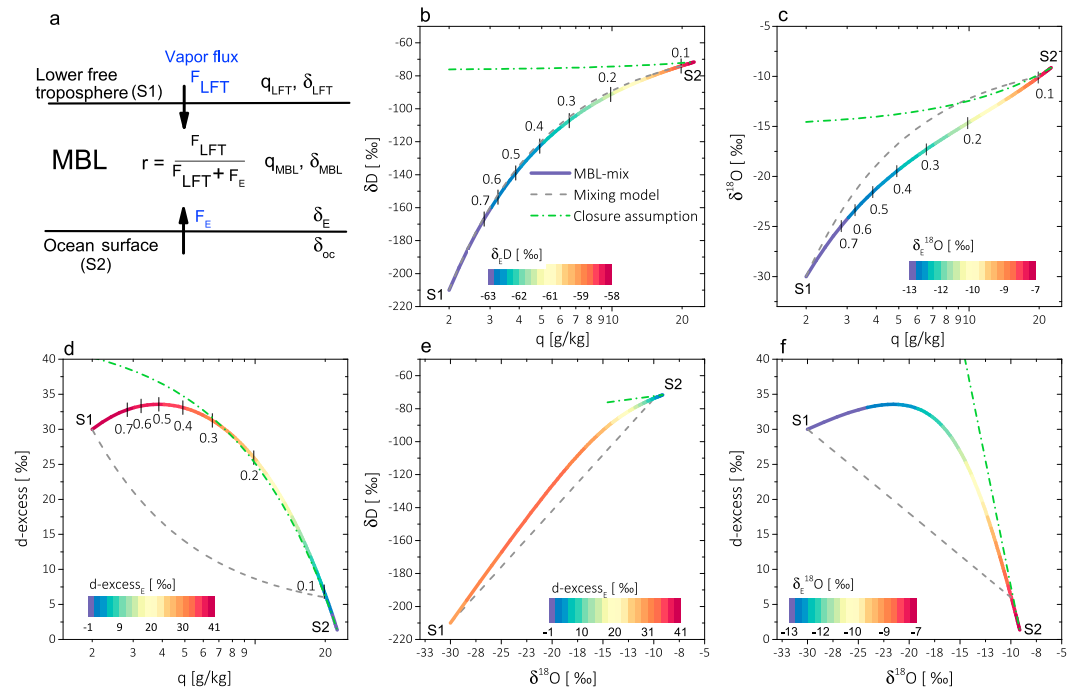 a
Vapor flux
F_LFT
Lower free
troposphere (S1)
q_LFT, δ_LFT
MBL
r = F_LFT / (F_LFT + F_E)
q_MBL, δ_MBL
F_E
δ_E
Ocean surface
(S2)
δ_oc
b
-60
-80
-100
-120
-140
-160
-180
-200
-220
δD [ ‰]
0.1
S2
0.2
0.3
0.4
0.5
0.6
0.7
S1
MBL-mix
Mixing model
Closure assumption
δ_E D [ ‰]
-63 -62 -61 -59 -58
2 3 4 5 6 7 8 9 10 20
q [g/kg]
c
-5
-10
-15
-20
-25
-30
δ18O [ ‰]
S2
0.1
0.2
0.3
0.4
0.5
0.6
0.7
S1
δ_E 18O [ ‰]
-13 -12 -10 -9 -7
2 3 4 5 6 7 8 9 10 20
q [g/kg]
d
40
35
30
25
20
15
10
5
0
d-excess [ ‰]
S1
0.7 0.6 0.5 0.4 0.3
0.2
0.1
S2
d-excess_E [ ‰]
-1 9 20 30 41
2 3 4 5 6 7 8 9 20
q [g/kg]
e
-60
-80
-100
-120
-140
-160
-180
-200
-220
δD [ ‰]
S2
S1
d-excess_E [ ‰]
-1 10 20 31 41
-33 -30 -28 -25 -23 -20 -18 -15 -13 -10 -8 -5
δ18O [ ‰]
f
40
35
30
25
20
15
10
5
0
d-excess [ ‰]
S1
S2
δ_E 18O [ ‰]
-13 -12 -10 -9 -7
-33 -30 -28 -25 -23 -20 -18 -15 -13 -10 -8 -5
δ18O [ ‰]